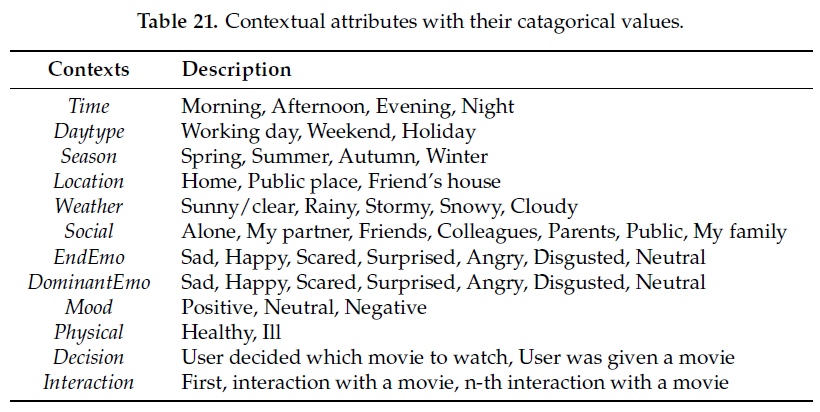 Table 21. Contextual attributes with their catagorical values.
Contexts Description
Time Morning, Afternoon, Evening, Night
Daytype Working day, Weekend, Holiday
Season Spring, Summer, Autumn, Winter
Location Home, Public place, Friend's house
Weather Sunny/clear, Rainy, Stormy, Snowy, Cloudy
Social Alone, My partner, Friends, Colleagues, Parents, Public, My family
EndEmo Sad, Happy, Scared, Surprised, Angry, Disgusted, Neutral
DominantEmo Sad, Happy, Scared, Surprised, Angry, Disgusted, Neutral
Mood Positive, Neutral, Negative
Physical Healthy, Ill
Decision User decided which movie to watch, User was given a movie
Interaction First, interaction with a movie, n-th interaction with a movie